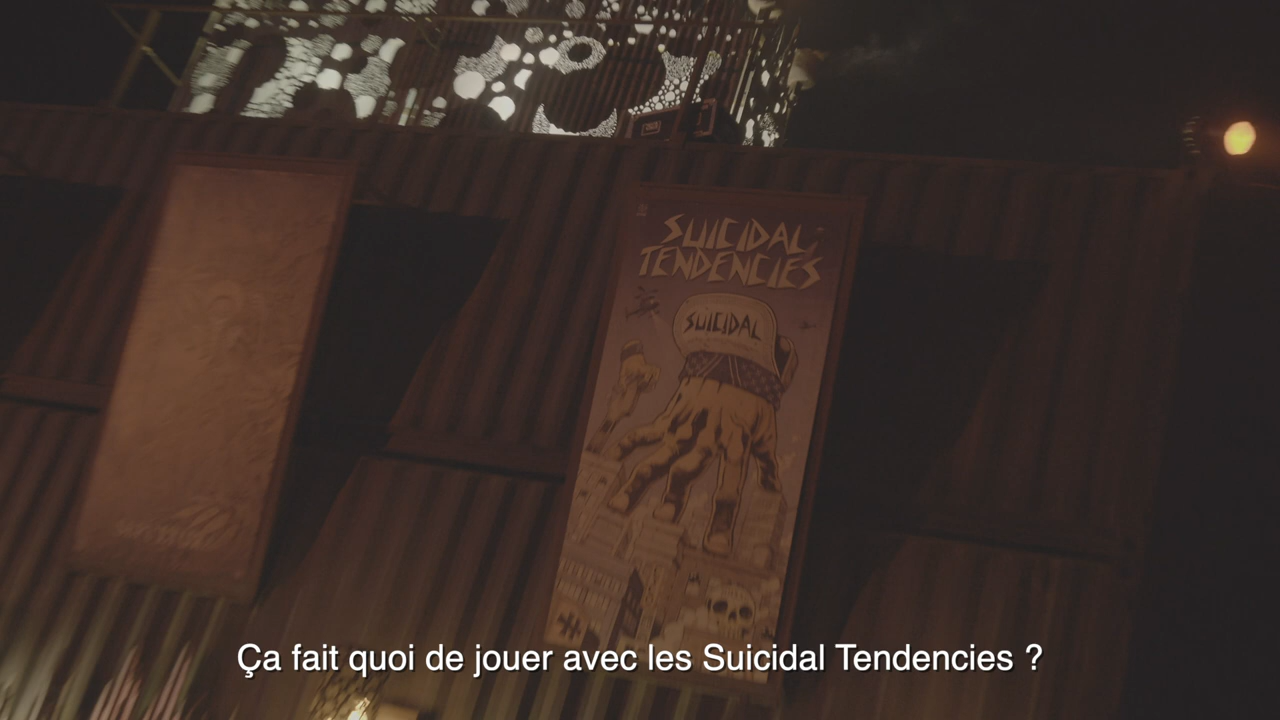 SUICIDAL
TENDENCIES
SUICIDAL
Ça fait quoi de jouer avec les Suicidal Tendencies ?